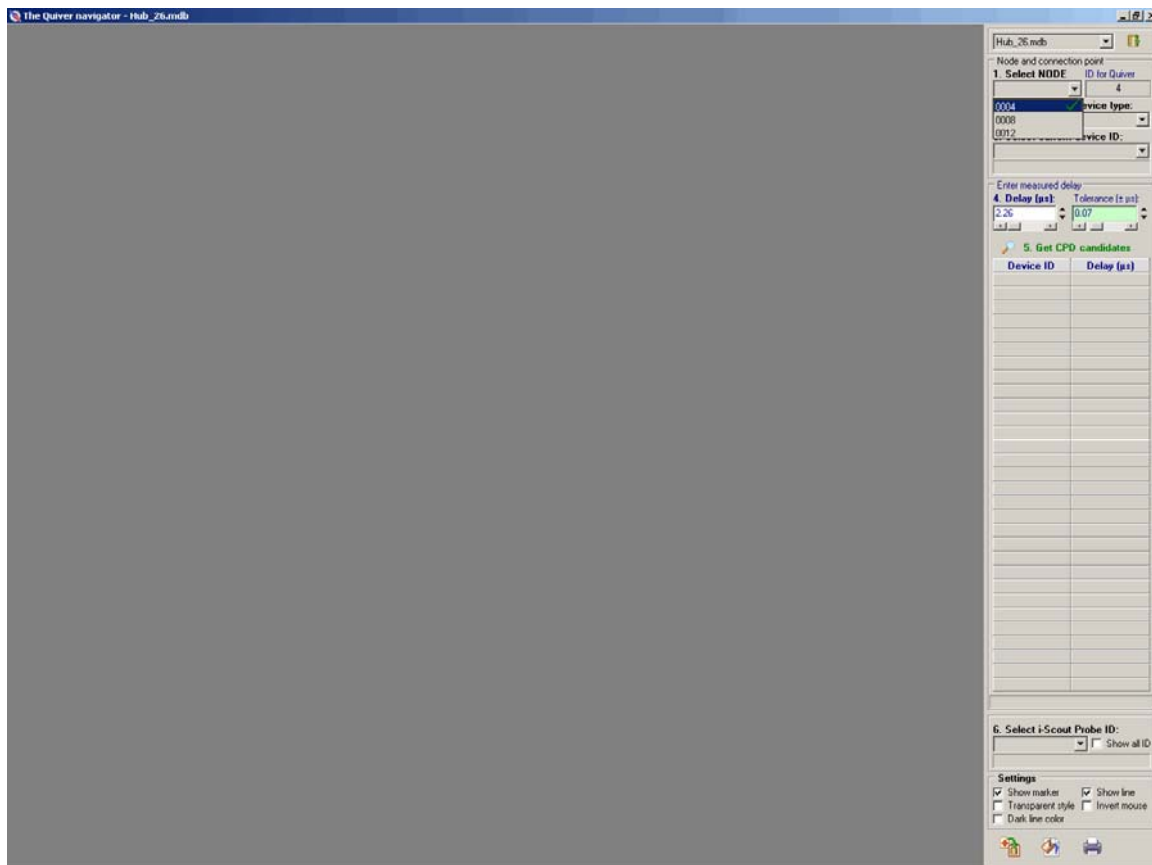 The Quiver navigator - Hub_26.mdb
Hub_26.mdb
Node and connection point
1. Select NODE ID for Quiver
4
0004
evice type:
0008
0012
evice ID:
Enter measured delay
4. Delay (µs): Tolerance (± µs):
2.26 0.07
5. Get CPD candidates
Device ID Delay (µs)
6. Select i-Scout Probe ID:
Show all ID
Settings
Show marker Show line
Transparent style Invert mouse
Dark line color